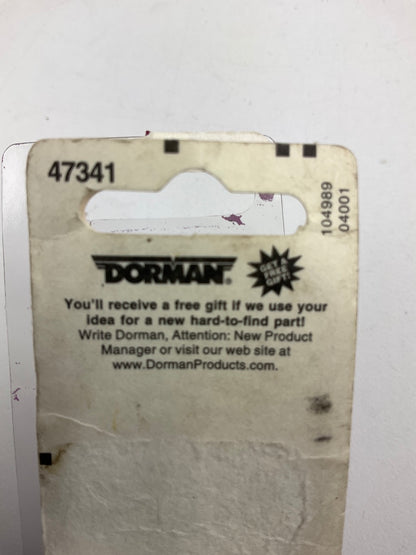 47341
104989
04001
DORMAN®
GET A
FREE
GIFT!
You'll receive a free gift if we use your
idea for a new hard-to-find part!
Write Dorman, Attention: New Product
Manager or visit our web site at
www.DormanProducts.com.